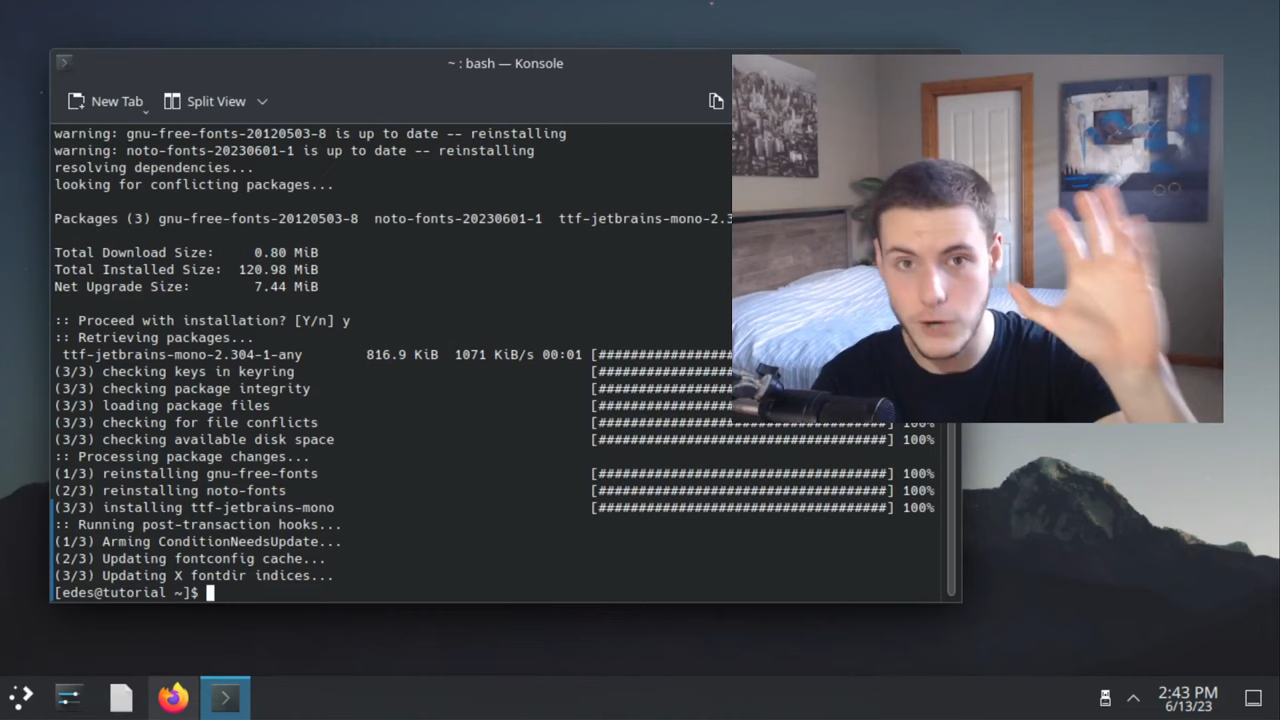 ~ : bash — Konsole
New Tab
Split View
warning: gnu-free-fonts-20120503-8 is up to date -- reinstalling
warning: noto-fonts-20230601-1 is up to date -- reinstalling
resolving dependencies...
looking for conflicting packages...
Packages (3) gnu-free-fonts-20120503-8  noto-fonts-20230601-1  ttf-jetbrains-mono-2.3
Total Download Size:    0.80 MiB
Total Installed Size:  120.98 MiB
Net Upgrade Size:        7.44 MiB
:: Proceed with installation? [Y/n] y
:: Retrieving packages...
ttf-jetbrains-mono-2.304-1-any        816.9 KiB  1071 KiB/s 00:01 [#################
(3/3) checking keys in keyring                                     [#################
(3/3) checking package integrity                                   [#################
(3/3) loading package files                                        [#################
(3/3) checking for file conflicts                                  [#####################################] 100%
(3/3) checking available disk space                                [#####################################] 100%
:: Processing package changes...
(1/3) reinstalling gnu-free-fonts                                  [#####################################] 100%
(2/3) reinstalling noto-fonts                                      [#####################################] 100%
(3/3) installing ttf-jetbrains-mono                                [#####################################] 100%
:: Running post-transaction hooks...
(1/3) Arming ConditionNeedsUpdate...
(2/3) Updating fontconfig cache...
(3/3) Updating X fontdir indices...
[edes@tutorial ~]$
2:43 PM
6/13/23